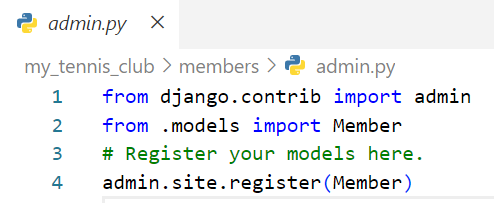 admin.py
my_tennis_club > members > admin.py
1 from django.contrib import admin
2 from .models import Member
3 # Register your models here.
4 admin.site.register(Member)